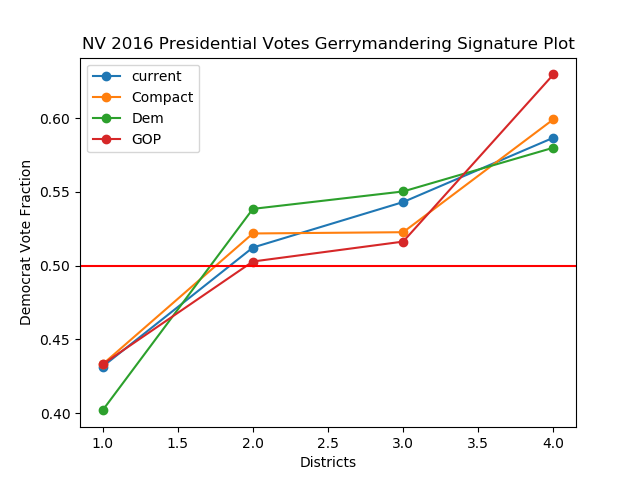 NV 2016 Presidential Votes Gerrymandering Signature Plot
current
Compact
Dem
GOP
Democrat Vote Fraction
0.60
0.55
0.50
0.45
0.40
1.0 1.5 2.0 2.5 3.0 3.5 4.0
Districts